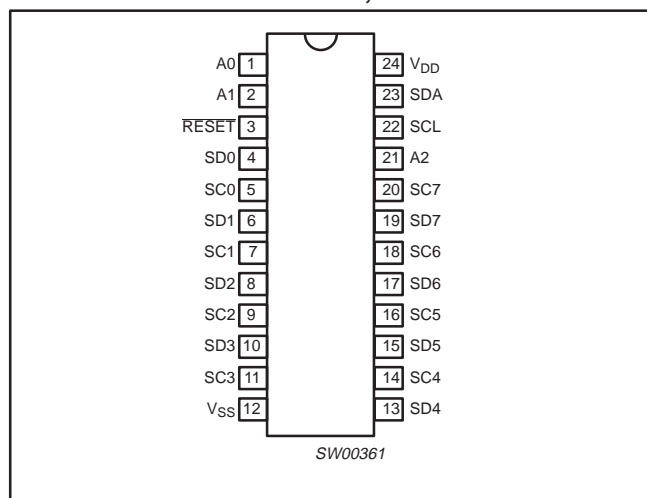 A0 1 24 VDD
A1 2 23 SDA
RESET 3 22 SCL
SD0 4 21 A2
SC0 5 20 SC7
SD1 6 19 SD7
SC1 7 18 SC6
SD2 8 17 SD6
SC2 9 16 SC5
SD3 10 15 SD5
SC3 11 14 SC4
VSS 12 13 SD4
SW00361